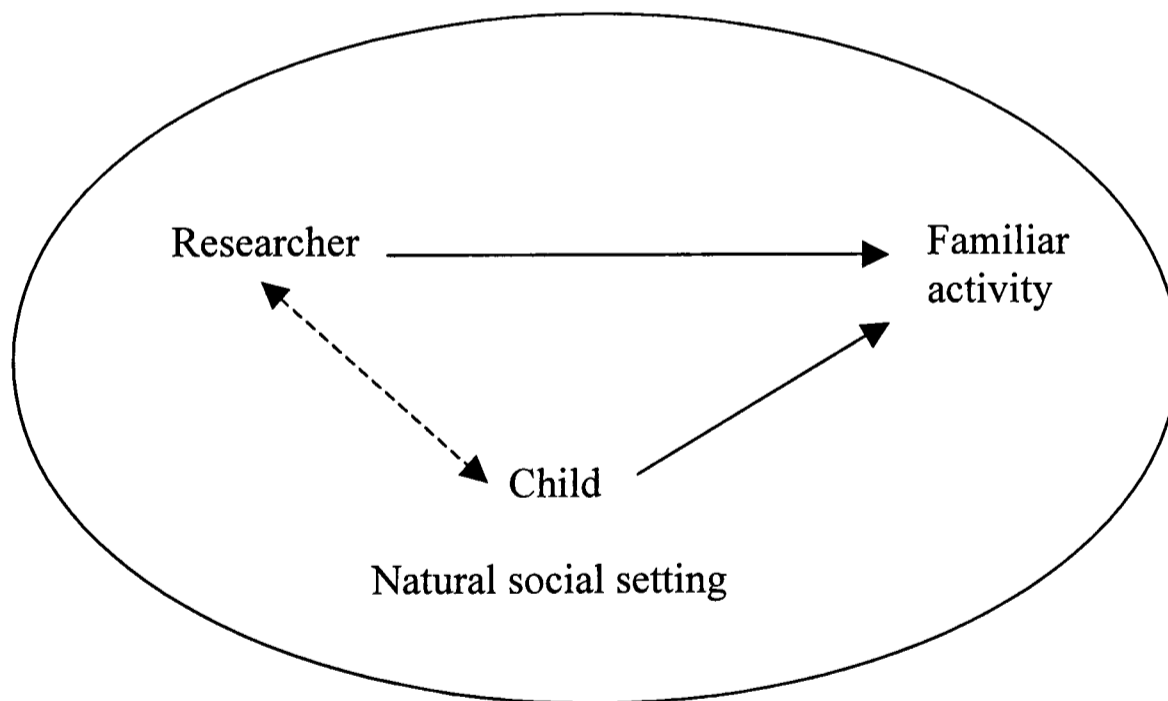 Researcher
Familiar
activity
Child
Natural social setting